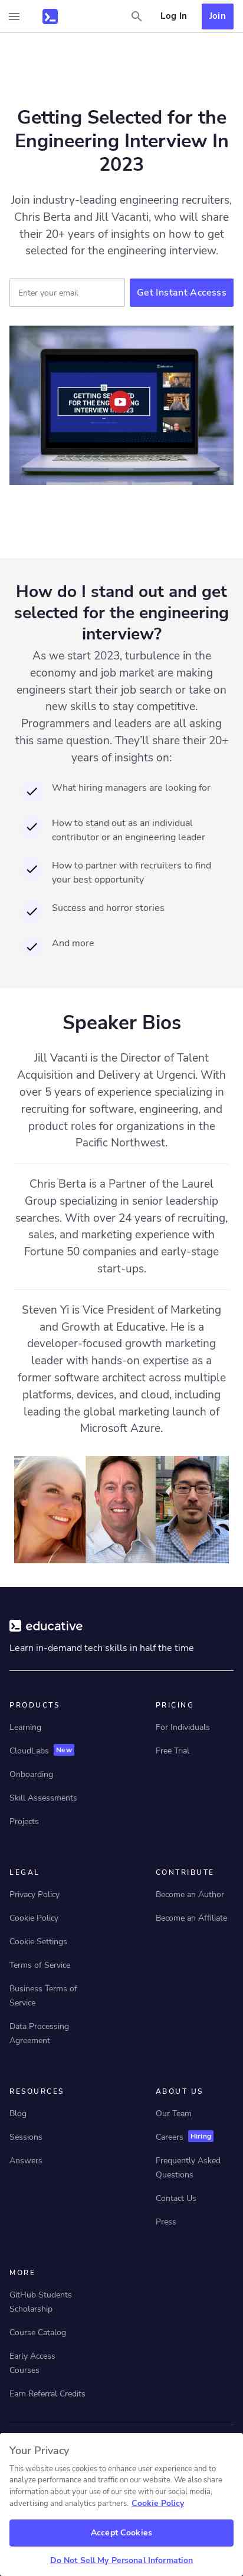 Log In
Join
Getting Selected for the
Engineering Interview In
2023
Join industry-leading engineering recruiters,
Chris Berta and Jill Vacanti, who will share
their 20+ years of insights on how to get
selected for the engineering interview.
Enter your email
Get Instant Accesss
GETTING SELECTED
FOR THE ENGINEERING
INTERVIEW IN 2023
How do I stand out and get
selected for the engineering
interview?
As we start 2023, turbulence in the
economy and job market are making
engineers start their job search or take on
new skills to stay competitive.
Programmers and leaders are all asking
this same question. They'll share their 20+
years of insights on:
What hiring managers are looking for
How to stand out as an individual
contributor or an engineering leader
How to partner with recruiters to find
your best opportunity
Success and horror stories
And more
Speaker Bios
Jill Vacanti is the Director of Talent
Acquisition and Delivery at Urgenci. With
over 5 years of experience specializing in
recruiting for software, engineering, and
product roles for organizations in the
Pacific Northwest.
Chris Berta is a Partner of the Laurel
Group specializing in senior leadership
searches. With over 24 years of recruiting,
sales, and marketing experience with
Fortune 50 companies and early-stage
start-ups.
Steven Yi is Vice President of Marketing
and Growth at Educative. He is a
developer-focused growth marketing
leader with hands-on expertise as a
former software architect across multiple
platforms, devices, and cloud, including
leading the global marketing launch of
Microsoft Azure.
educative
Learn in-demand tech skills in half the time
PRODUCTS
Learning
CloudLabs New
Onboarding
Skill Assessments
Projects
PRICING
For Individuals
Free Trial
LEGAL
Privacy Policy
Cookie Policy
Cookie Settings
Terms of Service
Business Terms of
Service
Data Processing
Agreement
CONTRIBUTE
Become an Author
Become an Affiliate
RESOURCES
Blog
Sessions
Answers
ABOUT US
Our Team
Careers Hiring
Frequently Asked
Questions
Contact Us
Press
MORE
GitHub Students
Scholarship
Course Catalog
Early Access
Courses
Earn Referral Credits
Your Privacy
This website uses cookies to enhance user experience and to
analyze performance and traffic on our website. We also share
information about your use of our site with our social media,
advertising and analytics partners. Cookie Policy
Accept Cookies
Do Not Sell My Personal Information